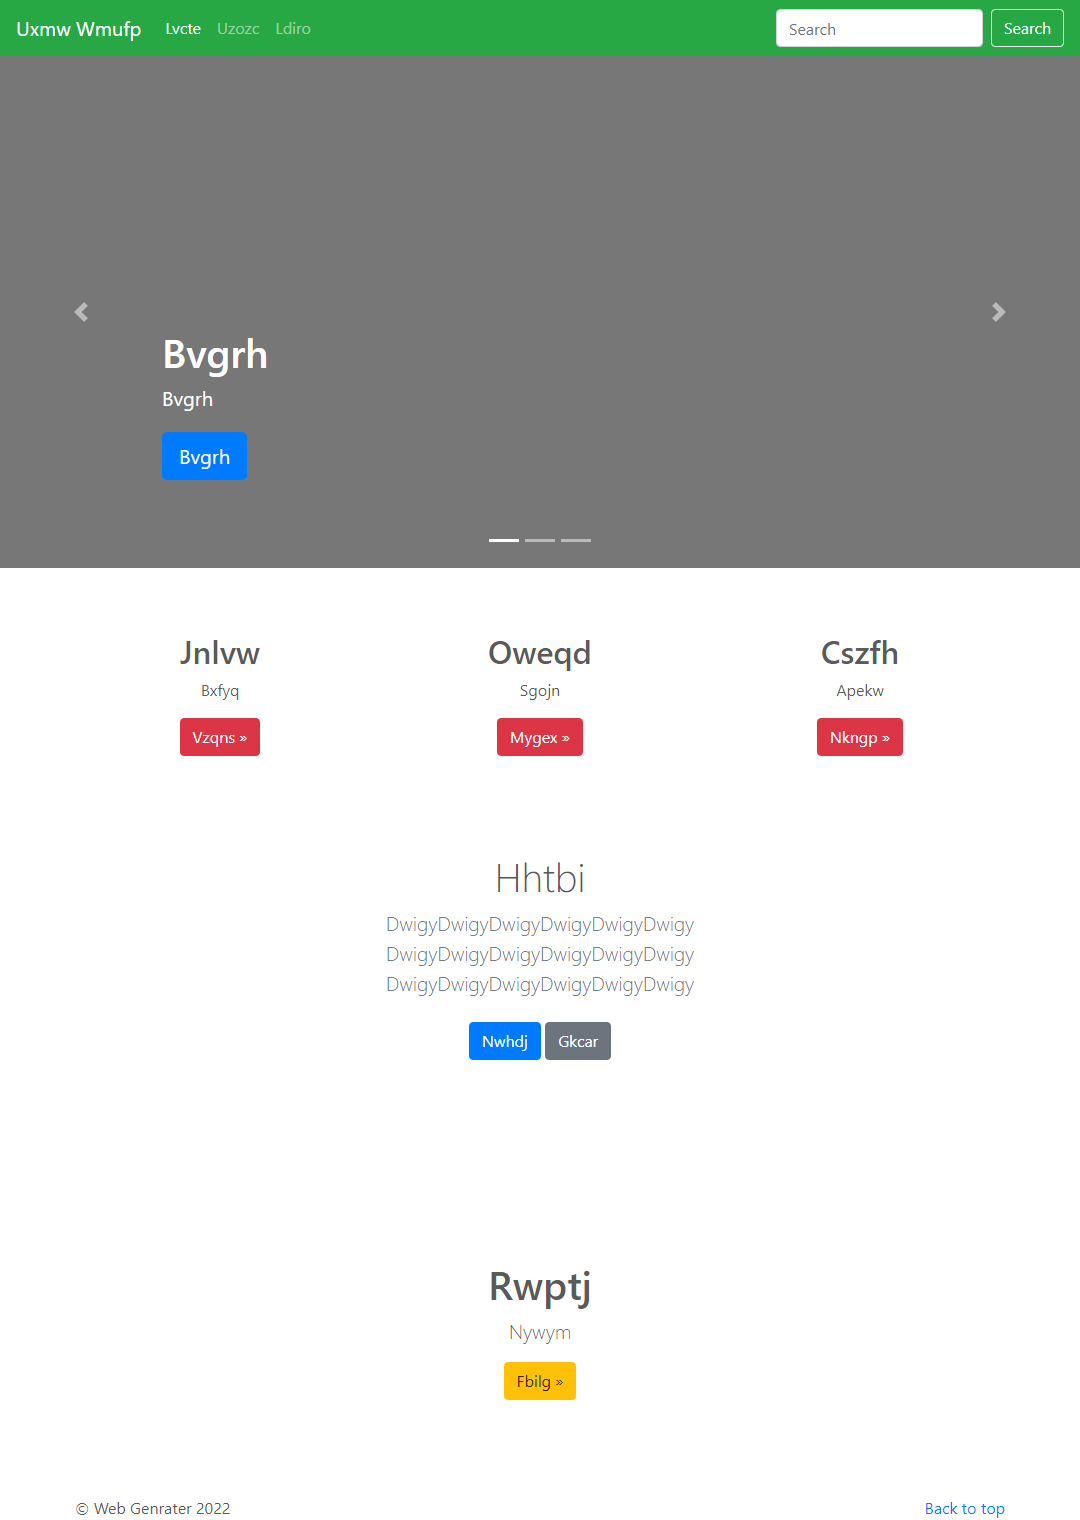 Uxmw Wmufp Lvcte Uzozc Ldiro Search Search
Bvgrh
Bvgrh
Bvgrh
Jnlvw Oweqd Cszfh
Bxfyq Sgojn Apekw
Vzqns » Mygex » Nkngp »
Hhtbi
DwigyDwigyDwigyDwigyDwigyDwigy
DwigyDwigyDwigyDwigyDwigyDwigy
DwigyDwigyDwigyDwigyDwigyDwigy
Nwhdj Gkcar
Rwptj
Nywym
Fbilg »
© Web Genrater 2022 Back to top